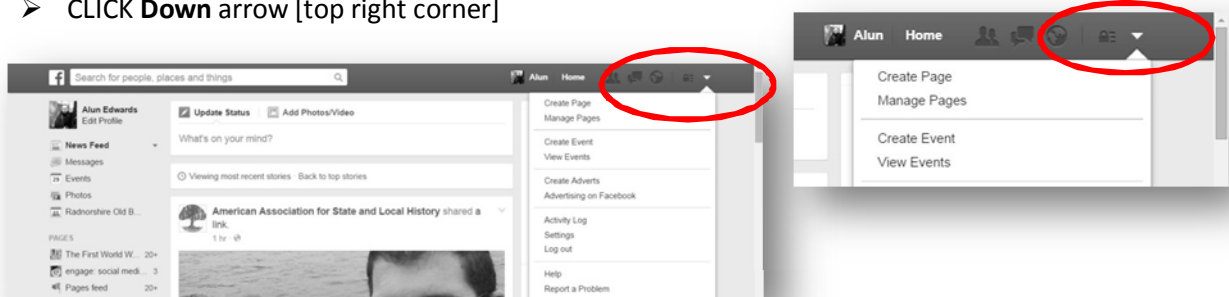 ➢ CLICK Down arrow [top right corner]
f Search for people, places and things Alun Home
Alun Edwards
Edit Profile
News Feed
Messages
29 Events
Photos
Radnorshire Old B...
PAGES
The First World W... 20+
engage: social medi... 3
Pages feed 20+
Update Status Add Photos/Video
What's on your mind?
Viewing most recent stories · Back to top stories
American Association for State and Local History shared a
link.
1 hr ·
Create Page
Manage Pages
Create Event
View Events
Create Adverts
Advertising on Facebook
Activity Log
Settings
Log out
Help
Report a Problem
Alun Home
Create Page
Manage Pages
Create Event
View Events